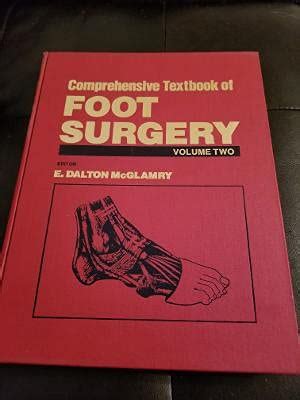 Comprehensive Textbook of
FOOT
SURGERY
VOLUME TWO
EDITOR
E. DALTON McGLAMRY